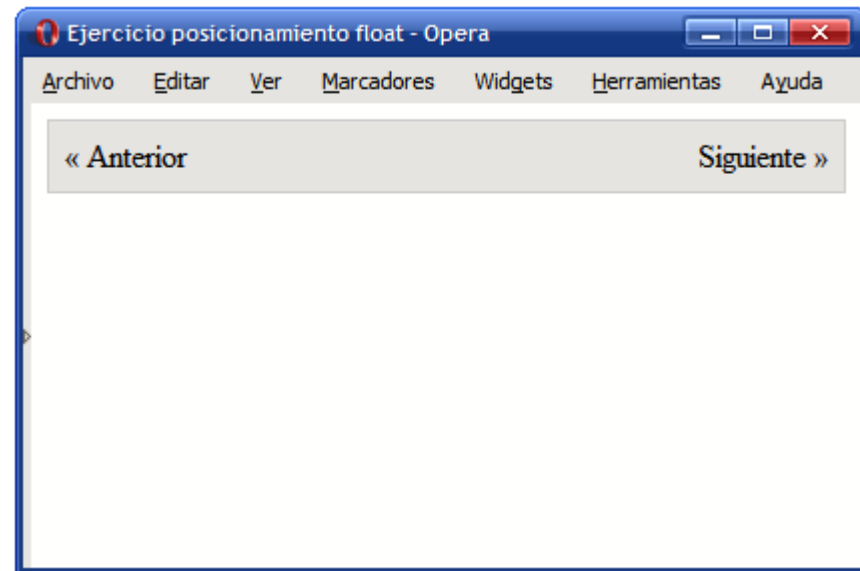 Ejercicio posicionamiento float - Opera
Archivo Editar Ver Marcadores Widgets Herramientas Ayuda
« Anterior Siguiente »